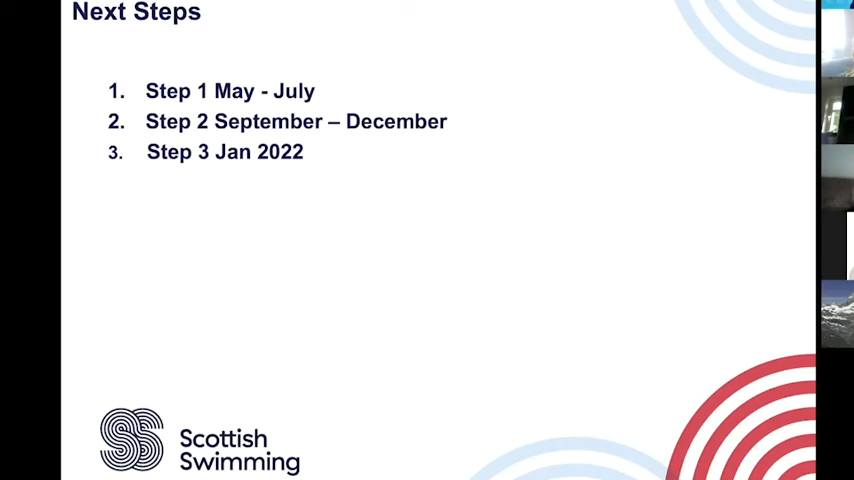 Next Steps
1. Step 1 May - July
2. Step 2 September – December
3. Step 3 Jan 2022
Scottish
Swimming